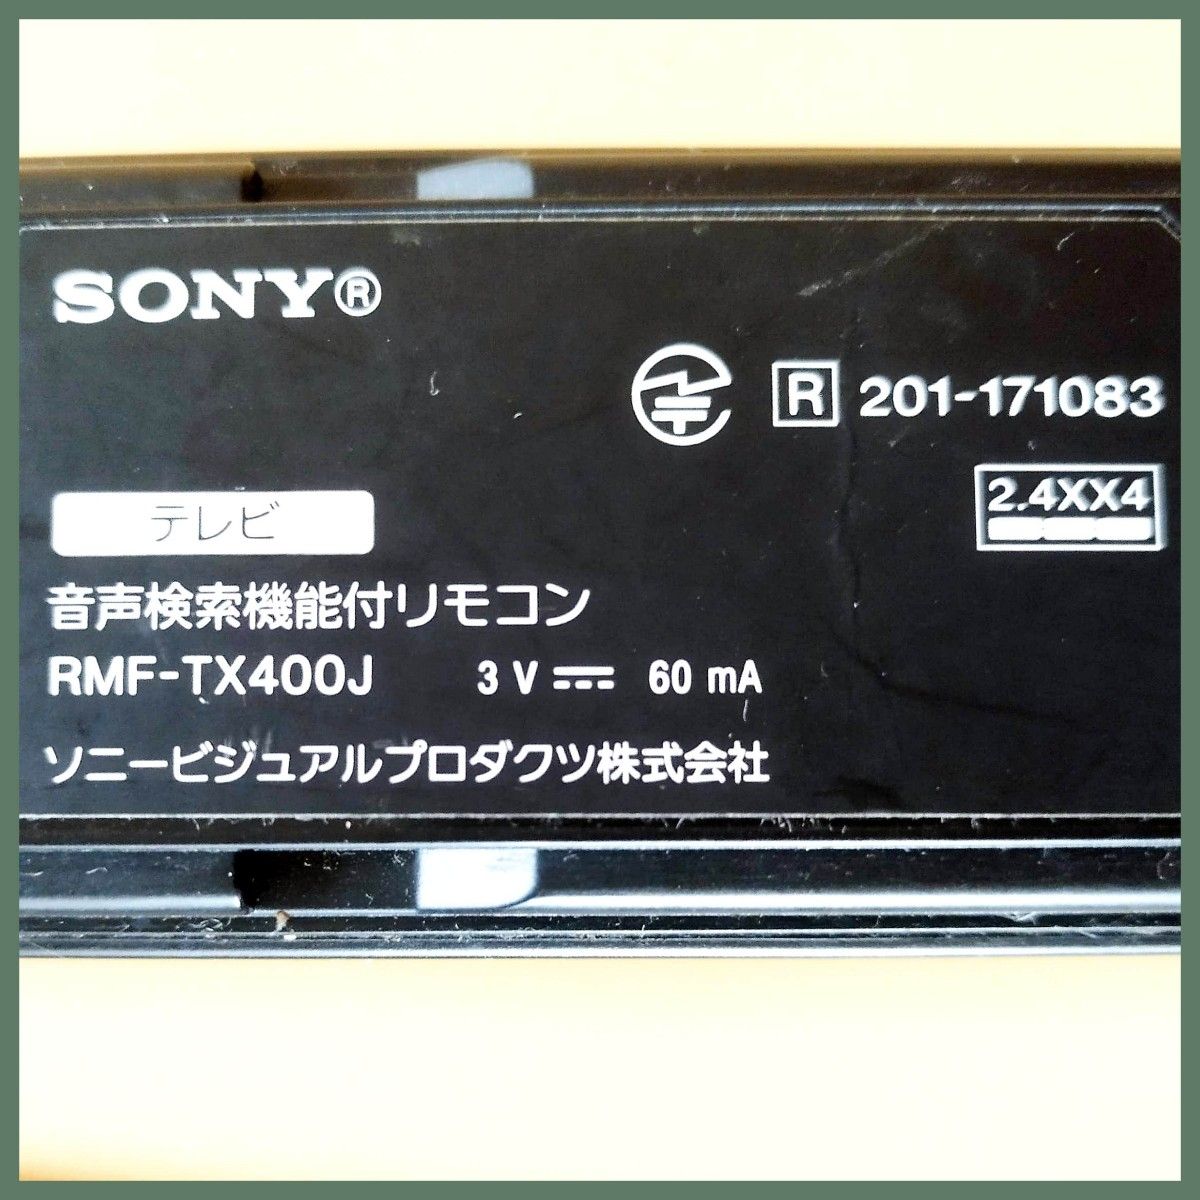 SONY®
R 201-171083
2.4XX4
テレビ
音声検索機能付リモコン
RMF-TX400J 3 V ⎓ 60 mA
ソニービジュアルプロダクツ株式会社